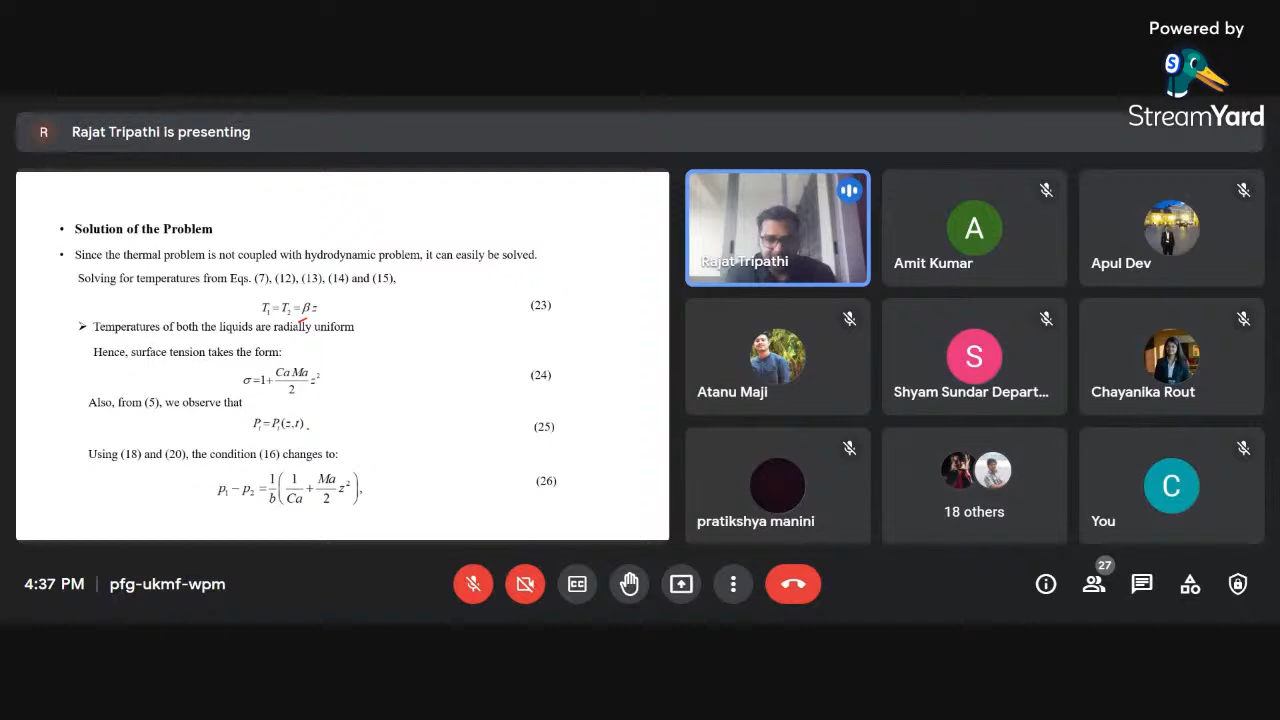 Powered by
StreamYard
R Rajat Tripathi is presenting
• Solution of the Problem
• Since the thermal problem is not coupled with hydrodynamic problem, it can easily be solved.
Solving for temperatures from Eqs. (7), (12), (13), (14) and (15),
T₁ = T₂ = β z (23)
➢ Temperatures of both the liquids are radially uniform
Hence, surface tension takes the form:
σ = 1 + (Ca Ma / 2) z² (24)
Also, from (5), we observe that
Pᵢ = Pᵢ(z,t) . (25)
Using (18) and (20), the condition (16) changes to:
p₁ − p₂ = 1/b (1/Ca + Ma/2 z²), (26)
Rajat Tripathi
A
Amit Kumar
Apul Dev
Atanu Maji
S
Shyam Sundar Depart...
Chayanika Rout
pratikshya manini
18 others
C
You
4:37 PM | pfg-ukmf-wpm
CC
27